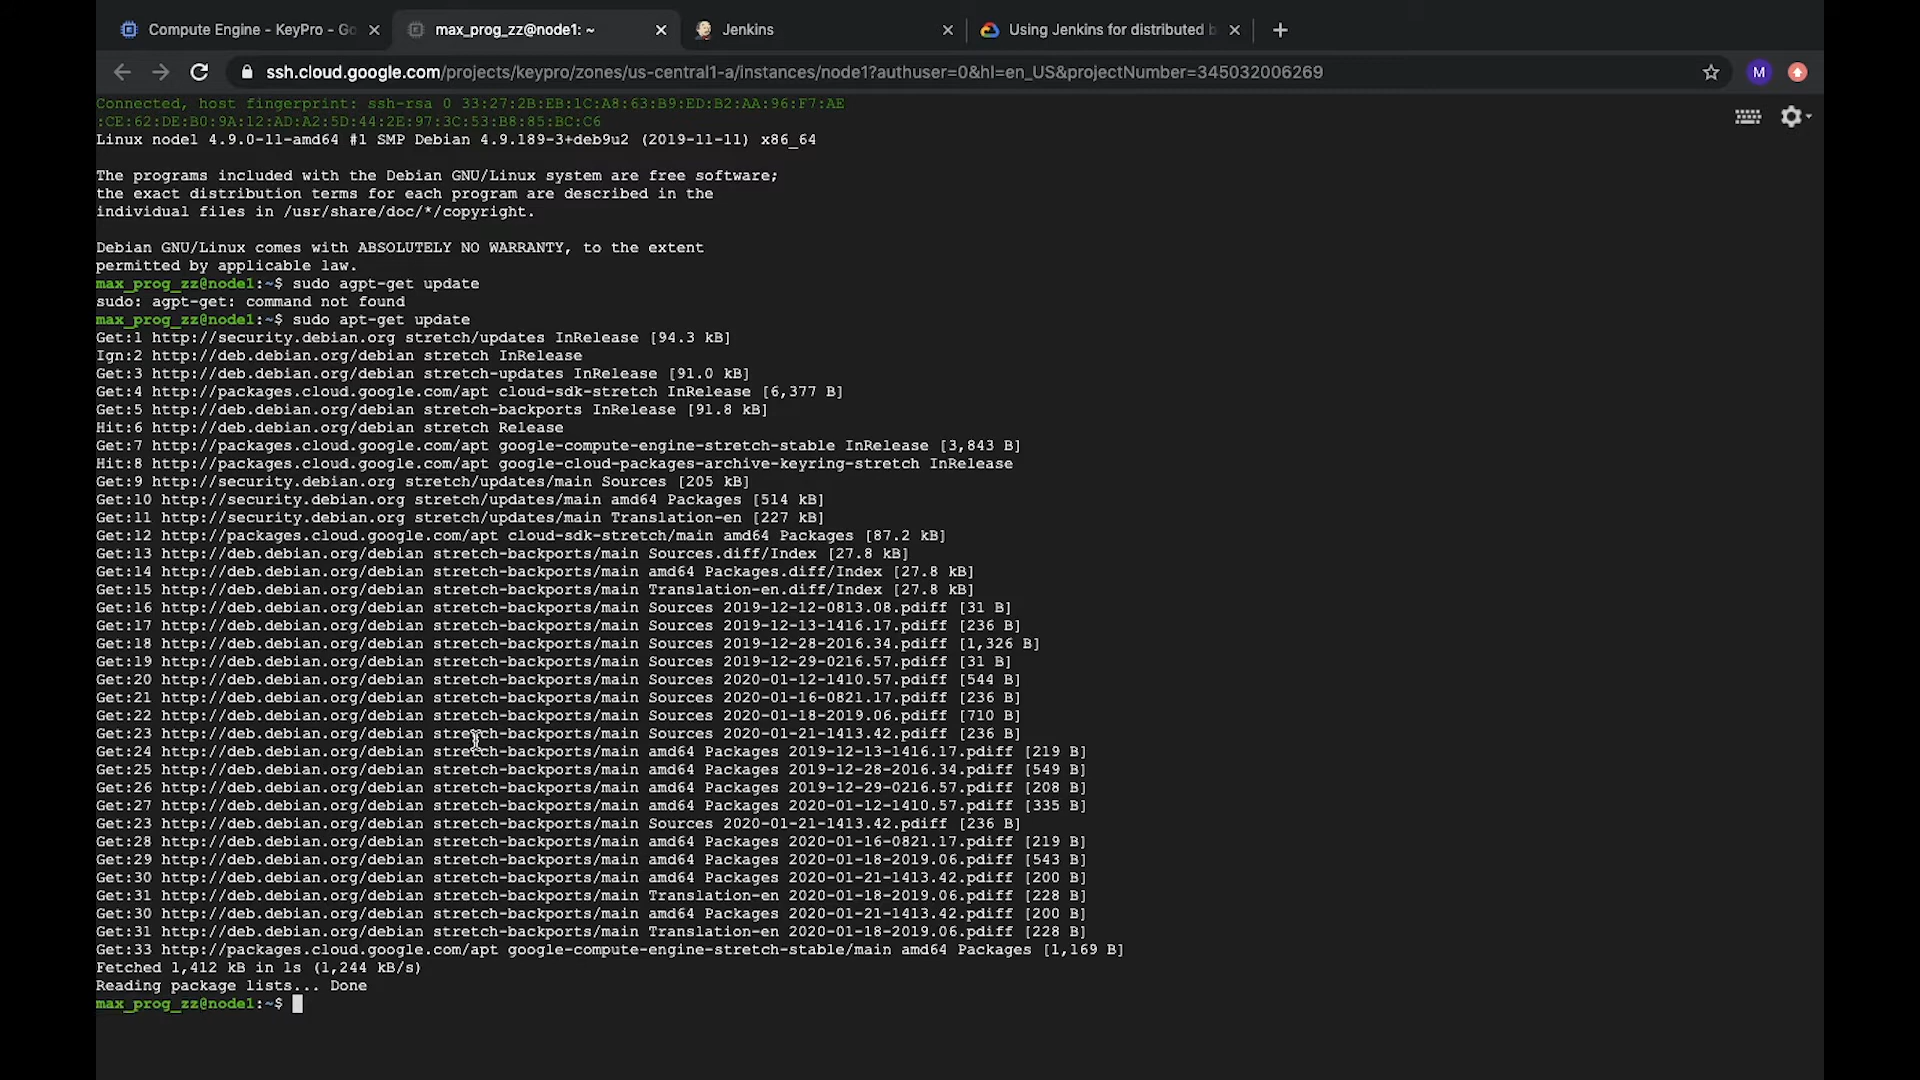 Compute Engine - KeyPro - Go
max_prog_zz@node1: ~
Jenkins
Using Jenkins for distributed b
ssh.cloud.google.com/projects/keypro/zones/us-central1-a/instances/node1?authuser=0&hl=en_US&projectNumber=345032006269
M
Connected, host fingerprint: ssh-rsa 0 33:27:2B:EB:1C:A8:63:B9:ED:B2:AA:96:F7:AE
:CE:62:DE:B0:9A:12:AD:A2:5D:44:2E:97:3C:53:B8:85:BC:C6
Linux node1 4.9.0-11-amd64 #1 SMP Debian 4.9.189-3+deb9u2 (2019-11-11) x86_64
The programs included with the Debian GNU/Linux system are free software;
the exact distribution terms for each program are described in the
individual files in /usr/share/doc/*/copyright.
Debian GNU/Linux comes with ABSOLUTELY NO WARRANTY, to the extent
permitted by applicable law.
max_prog_zz@node1:~$ sudo agpt-get update
sudo: agpt-get: command not found
max_prog_zz@node1:~$ sudo apt-get update
Get:1 http://security.debian.org stretch/updates InRelease [94.3 kB]
Ign:2 http://deb.debian.org/debian stretch InRelease
Get:3 http://deb.debian.org/debian stretch-updates InRelease [91.0 kB]
Get:4 http://packages.cloud.google.com/apt cloud-sdk-stretch InRelease [6,377 B]
Get:5 http://deb.debian.org/debian stretch-backports InRelease [91.8 kB]
Hit:6 http://deb.debian.org/debian stretch Release
Get:7 http://packages.cloud.google.com/apt google-compute-engine-stretch-stable InRelease [3,843 B]
Hit:8 http://packages.cloud.google.com/apt google-cloud-packages-archive-keyring-stretch InRelease
Get:9 http://security.debian.org stretch/updates/main Sources [205 kB]
Get:10 http://security.debian.org stretch/updates/main amd64 Packages [514 kB]
Get:11 http://security.debian.org stretch/updates/main Translation-en [227 kB]
Get:12 http://packages.cloud.google.com/apt cloud-sdk-stretch/main amd64 Packages [87.2 kB]
Get:13 http://deb.debian.org/debian stretch-backports/main Sources.diff/Index [27.8 kB]
Get:14 http://deb.debian.org/debian stretch-backports/main amd64 Packages.diff/Index [27.8 kB]
Get:15 http://deb.debian.org/debian stretch-backports/main Translation-en.diff/Index [27.8 kB]
Get:16 http://deb.debian.org/debian stretch-backports/main Sources 2019-12-12-0813.08.pdiff [31 B]
Get:17 http://deb.debian.org/debian stretch-backports/main Sources 2019-12-13-1416.17.pdiff [236 B]
Get:18 http://deb.debian.org/debian stretch-backports/main Sources 2019-12-28-2016.34.pdiff [1,326 B]
Get:19 http://deb.debian.org/debian stretch-backports/main Sources 2019-12-29-0216.57.pdiff [31 B]
Get:20 http://deb.debian.org/debian stretch-backports/main Sources 2020-01-12-1410.57.pdiff [544 B]
Get:21 http://deb.debian.org/debian stretch-backports/main Sources 2020-01-16-0821.17.pdiff [236 B]
Get:22 http://deb.debian.org/debian stretch-backports/main Sources 2020-01-18-2019.06.pdiff [710 B]
Get:23 http://deb.debian.org/debian stretch-backports/main Sources 2020-01-21-1413.42.pdiff [236 B]
Get:24 http://deb.debian.org/debian stretch-backports/main amd64 Packages 2019-12-13-1416.17.pdiff [219 B]
Get:25 http://deb.debian.org/debian stretch-backports/main amd64 Packages 2019-12-28-2016.34.pdiff [549 B]
Get:26 http://deb.debian.org/debian stretch-backports/main amd64 Packages 2019-12-29-0216.57.pdiff [208 B]
Get:27 http://deb.debian.org/debian stretch-backports/main amd64 Packages 2020-01-12-1410.57.pdiff [335 B]
Get:23 http://deb.debian.org/debian stretch-backports/main Sources 2020-01-21-1413.42.pdiff [236 B]
Get:28 http://deb.debian.org/debian stretch-backports/main amd64 Packages 2020-01-16-0821.17.pdiff [219 B]
Get:29 http://deb.debian.org/debian stretch-backports/main amd64 Packages 2020-01-18-2019.06.pdiff [543 B]
Get:30 http://deb.debian.org/debian stretch-backports/main amd64 Packages 2020-01-21-1413.42.pdiff [200 B]
Get:31 http://deb.debian.org/debian stretch-backports/main Translation-en 2020-01-18-2019.06.pdiff [228 B]
Get:30 http://deb.debian.org/debian stretch-backports/main amd64 Packages 2020-01-21-1413.42.pdiff [200 B]
Get:31 http://deb.debian.org/debian stretch-backports/main Translation-en 2020-01-18-2019.06.pdiff [228 B]
Get:33 http://packages.cloud.google.com/apt google-compute-engine-stretch-stable/main amd64 Packages [1,169 B]
Fetched 1,412 kB in 1s (1,244 kB/s)
Reading package lists... Done
max_prog_zz@node1:~$